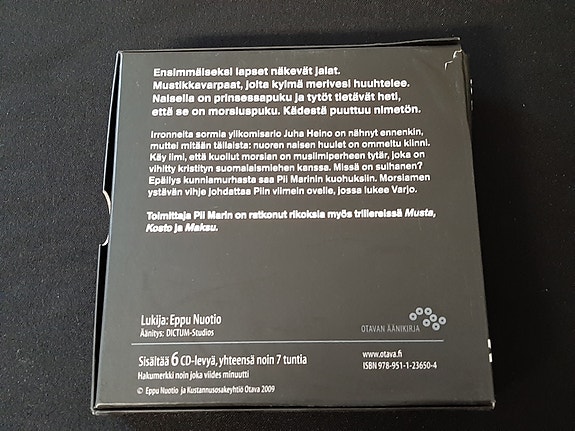 Ensimmäiseksi lapset näkevät jalat.
Mustikkavarpaat, joita kylmä merivesi huuhtelee.
Naisella on prinsessapuku ja tytöt tietävät heti,
että se on morsiuspuku. Kädestä puuttuu nimetön.
Irronneita sormia ylikomisario Juha Heino on nähnyt ennenkin,
muttei mitään tällaista: nuoren naisen huulet on ommeltu kiinni.
Käy ilmi, että kuollut morsian on muslimiperheen tytär, joka on
vihitty kristityn suomalaismiehen kanssa. Missä on sulhanen?
Epäilys kunniamurhasta saa Pii Marinin kuohuksiin. Morsiamen
ystävän vihje johdattaa Piin viimein ovelle, jossa lukee Varjo.
Toimittaja Pii Marin on ratkonut rikoksia myös trillereissä Musta,
Kosto ja Maksu.
Lukija: Eppu Nuotio
Äänitys: DICTUM-Studios
OTAVAN ÄÄNIKIRJA
Sisältää 6 CD-levyä, yhteensä noin 7 tuntia
Hakumerkki noin joka viides minuutti
© Eppu Nuotio ja Kustannusosakeyhtiö Otava 2009
www.otava.fi
ISBN 978-951-1-23650-4